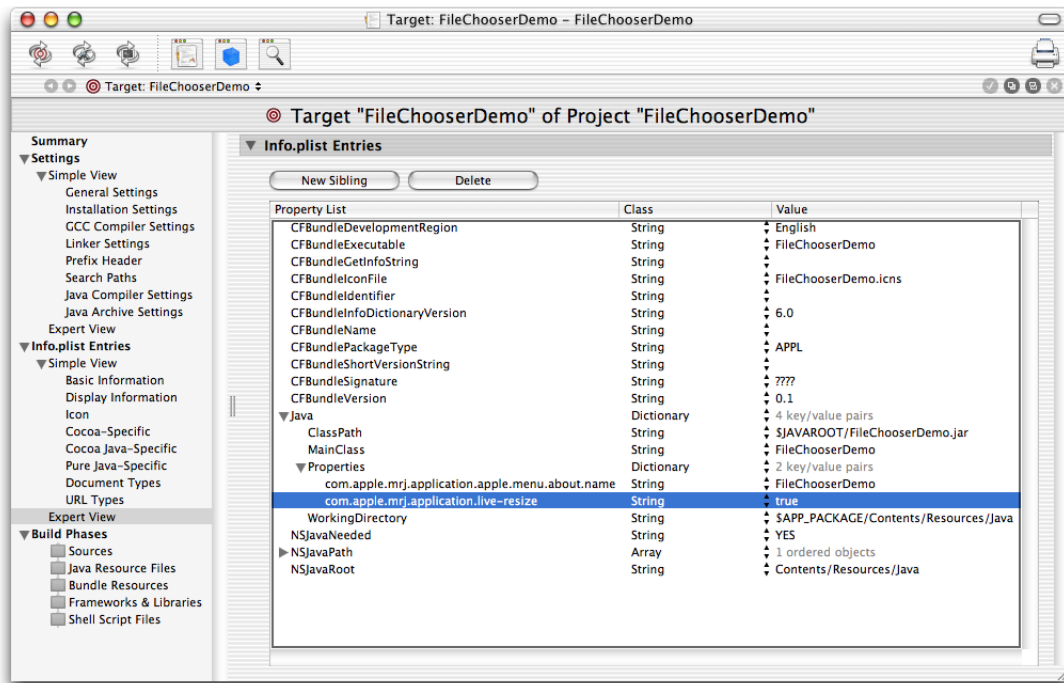 Target: FileChooserDemo – FileChooserDemo
Target: FileChooserDemo
Target "FileChooserDemo" of Project "FileChooserDemo"
Summary
Settings
Simple View
General Settings
Installation Settings
GCC Compiler Settings
Linker Settings
Prefix Header
Search Paths
Java Compiler Settings
Java Archive Settings
Expert View
Info.plist Entries
Simple View
Basic Information
Display Information
Icon
Cocoa-Specific
Cocoa Java-Specific
Pure Java-Specific
Document Types
URL Types
Expert View
Build Phases
Sources
Java Resource Files
Bundle Resources
Frameworks & Libraries
Shell Script Files
Info.plist Entries
New Sibling Delete
Property List Class Value
CFBundleDevelopmentRegion String English
CFBundleExecutable String FileChooserDemo
CFBundleGetInfoString String
CFBundleIconFile String FileChooserDemo.icns
CFBundleIdentifier String
CFBundleInfoDictionaryVersion String 6.0
CFBundleName String
CFBundlePackageType String APPL
CFBundleShortVersionString String
CFBundleSignature String ????
CFBundleVersion String 0.1
Java Dictionary 4 key/value pairs
ClassPath String $JAVAROOT/FileChooserDemo.jar
MainClass String FileChooserDemo
Properties Dictionary 2 key/value pairs
com.apple.mrj.application.apple.menu.about.name String FileChooserDemo
com.apple.mrj.application.live-resize String true
WorkingDirectory String $APP_PACKAGE/Contents/Resources/Java
NSJavaNeeded String YES
NSJavaPath Array 1 ordered objects
NSJavaRoot String Contents/Resources/Java